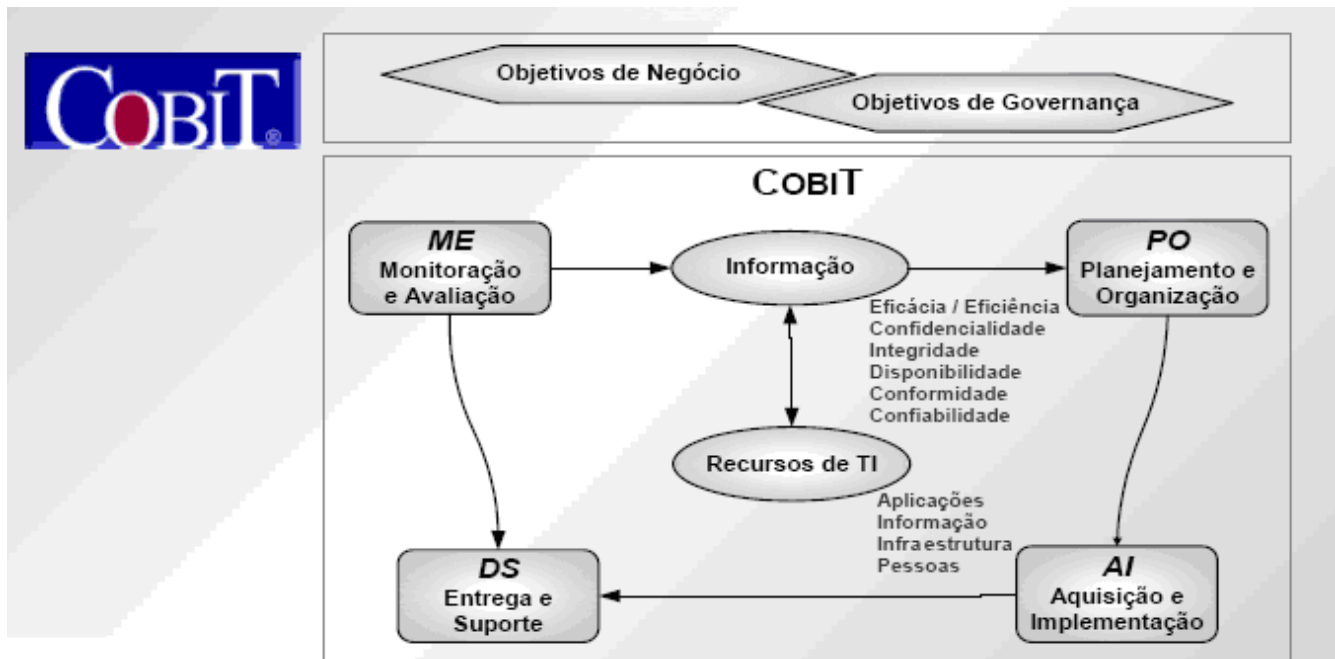 COBIT®
Objetivos de Negócio
Objetivos de Governança
COBIT
ME
Monitoração
e Avaliação
Informação
PO
Planejamento e
Organização
Eficácia / Eficiência
Confidencialidade
Integridade
Disponibilidade
Conformidade
Confiabilidade
Recursos de TI
Aplicações
Informação
Infraestrutura
Pessoas
DS
Entrega e
Suporte
AI
Aquisição e
Implementação